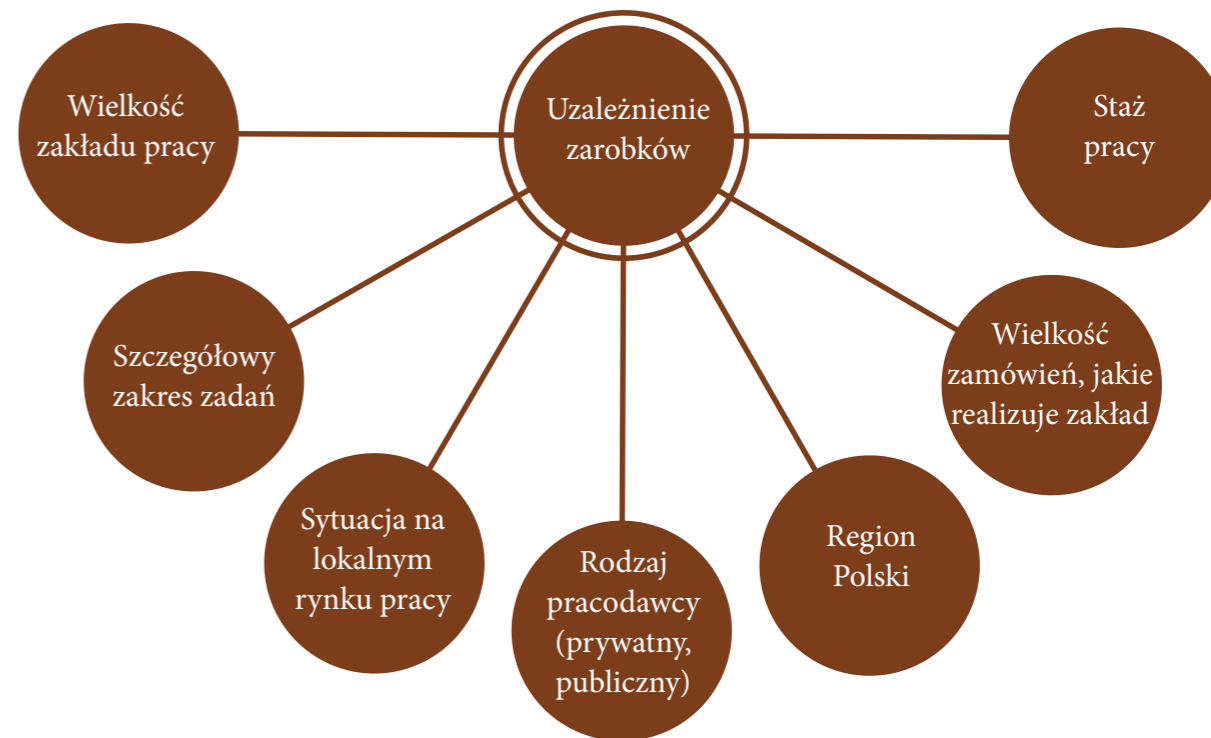 Uzależnienie
zarobków
Wielkość
zakładu pracy
Szczegółowy
zakres zadań
Sytuacja na
lokalnym
rynku pracy
Rodzaj
pracodawcy
(prywatny,
publiczny)
Region
Polski
Wielkość
zamówień, jakie
realizuje zakład
Staż
pracy